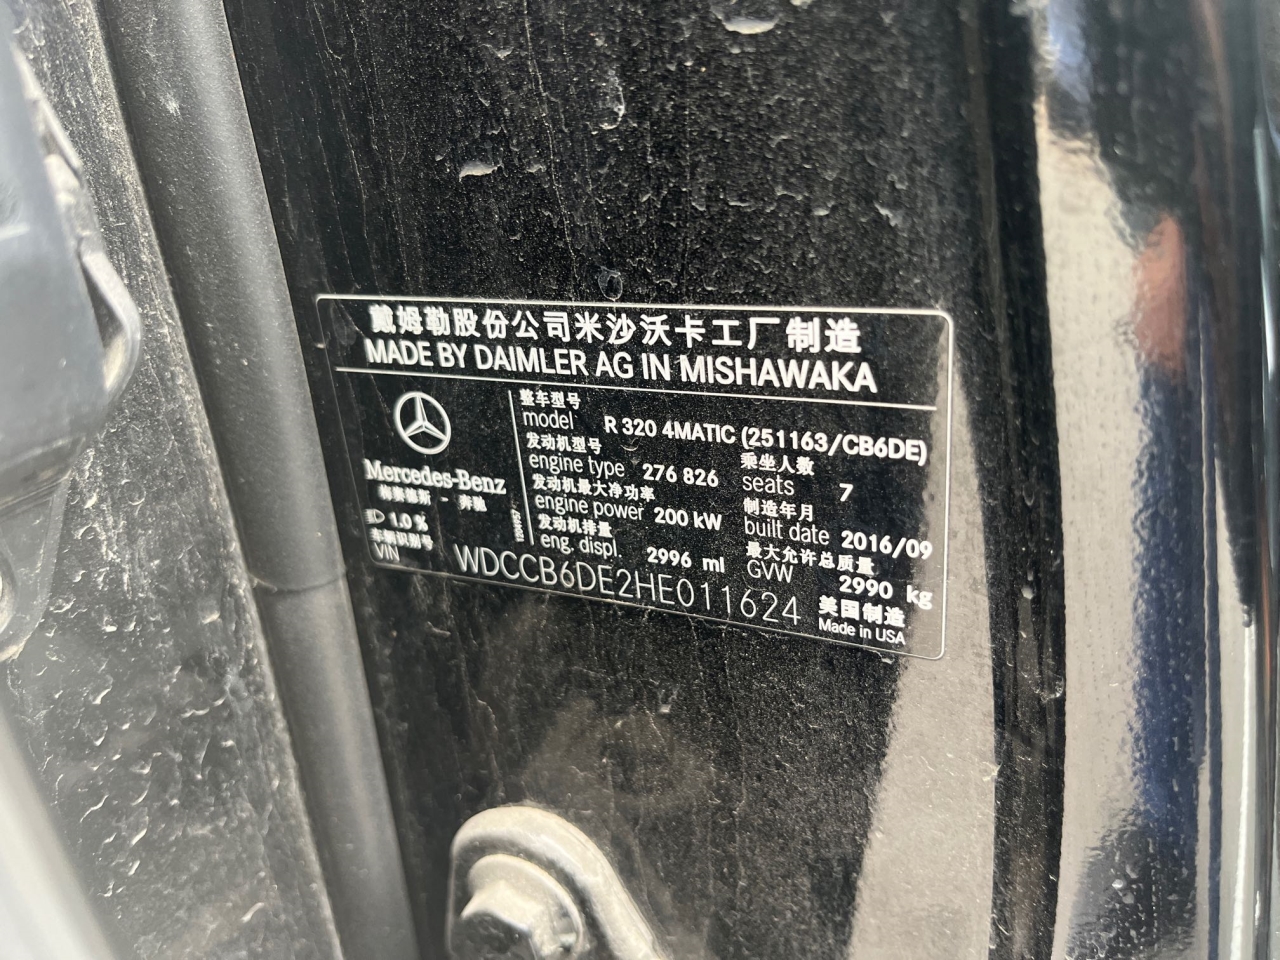 戴姆勒股份公司米沙沃卡工厂制造
MADE BY DAIMLER AG IN MISHAWAKA
Mercedes-Benz
梅赛德斯 - 奔驰
1.0 %
车辆识别号
VIN
WDCCB6DE2HE011624
整车型号
model R 320 4MATIC (251163/CB6DE)
发动机型号
engine type 276 826
发动机最大净功率
engine power 200 kW
发动机排量
eng. displ. 2996 ml
乘坐人数
seats 7
制造年月
built date 2016/09
最大允许总质量
GVW 2990 kg
美国制造
Made in USA